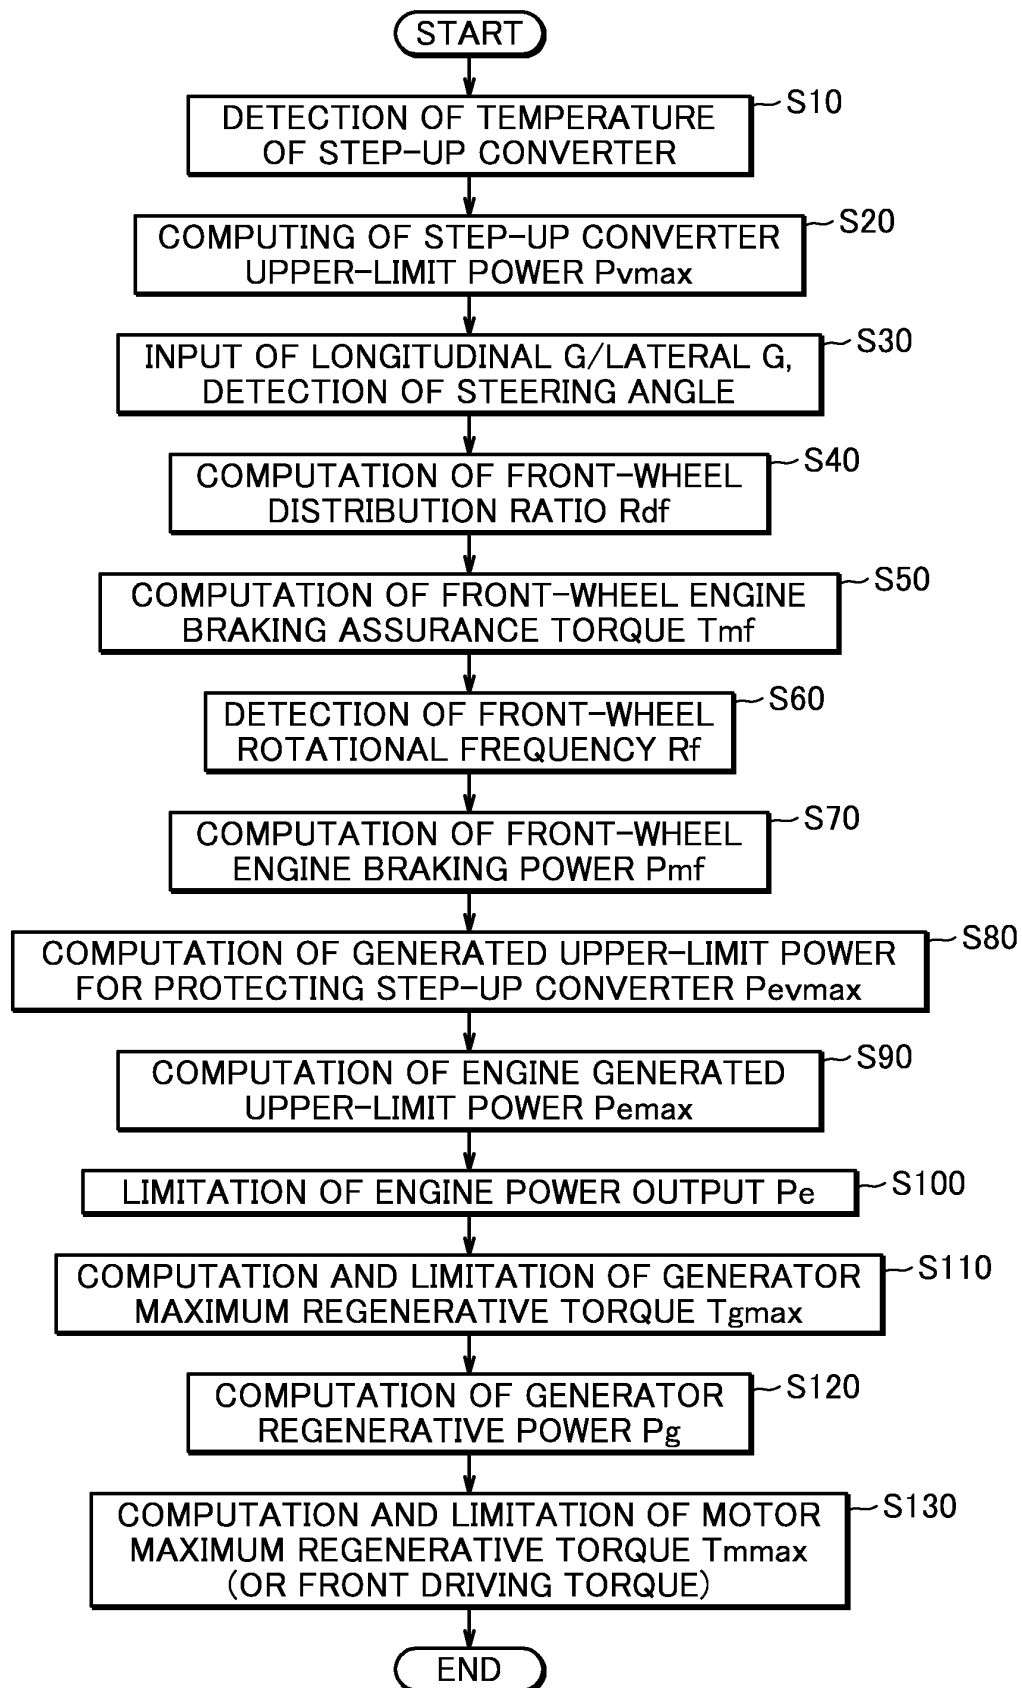 START
S10
DETECTION OF TEMPERATURE
OF STEP-UP CONVERTER
S20
COMPUTING OF STEP-UP CONVERTER
UPPER-LIMIT POWER Pvmax
S30
INPUT OF LONGITUDINAL G/LATERAL G,
DETECTION OF STEERING ANGLE
S40
COMPUTATION OF FRONT-WHEEL
DISTRIBUTION RATIO Rdf
S50
COMPUTATION OF FRONT-WHEEL ENGINE
BRAKING ASSURANCE TORQUE Tmf
S60
DETECTION OF FRONT-WHEEL
ROTATIONAL FREQUENCY Rf
S70
COMPUTATION OF FRONT-WHEEL
ENGINE BRAKING POWER Pmf
S80
COMPUTATION OF GENERATED UPPER-LIMIT POWER
FOR PROTECTING STEP-UP CONVERTER Pevmax
S90
COMPUTATION OF ENGINE GENERATED
UPPER-LIMIT POWER Pemax
S100
LIMITATION OF ENGINE POWER OUTPUT Pe
S110
COMPUTATION AND LIMITATION OF GENERATOR
MAXIMUM REGENERATIVE TORQUE Tgmax
S120
COMPUTATION OF GENERATOR
REGENERATIVE POWER Pg
S130
COMPUTATION AND LIMITATION OF MOTOR
MAXIMUM REGENERATIVE TORQUE Tmmax
(OR FRONT DRIVING TORQUE)
END